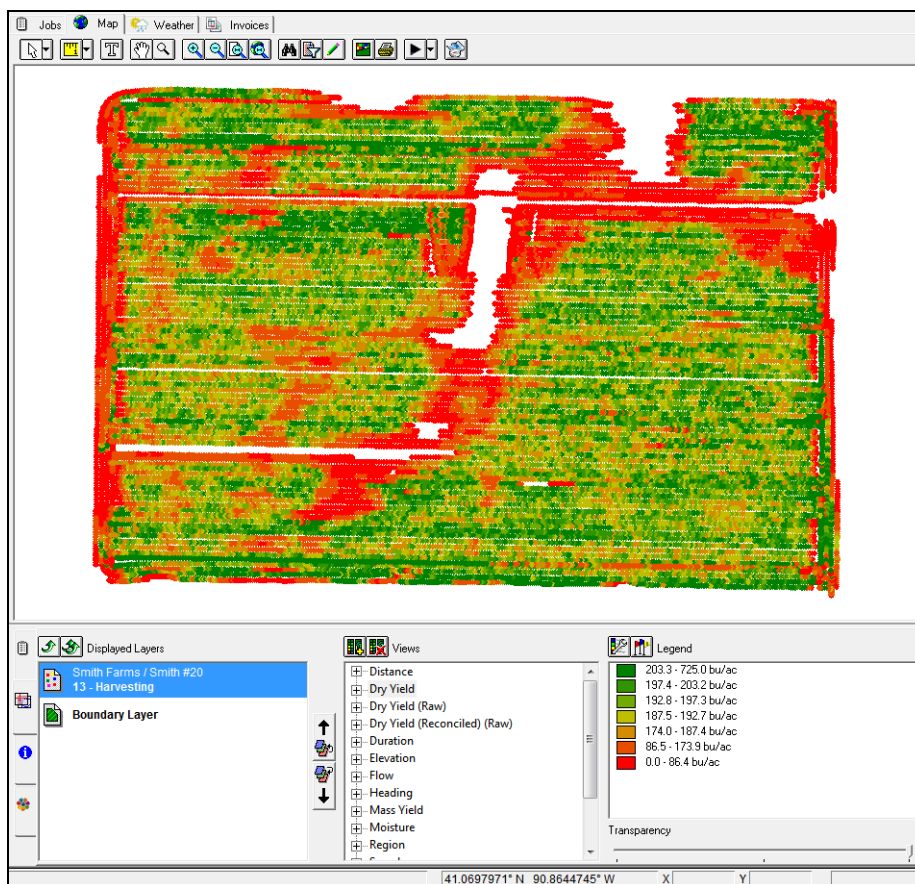 Jobs Map Weather Invoices
Displayed Layers
Smith Farms / Smith #20
13 - Harvesting
Boundary Layer
Views
Distance
Dry Yield
Dry Yield (Raw)
Dry Yield (Reconciled) (Raw)
Duration
Elevation
Flow
Heading
Mass Yield
Moisture
Region
Legend
203.3 - 725.0 bu/ac
197.4 - 203.2 bu/ac
192.8 - 197.3 bu/ac
187.5 - 192.7 bu/ac
174.0 - 187.4 bu/ac
86.5 - 173.9 bu/ac
0.0 - 86.4 bu/ac
Transparency
41.0697971° N 90.8644745° W X Y